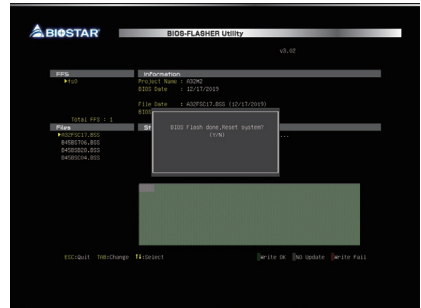 BIOSTAR
BIOS-FLASHER Utility
v3.02
FFS
fs0
Total FFS : 1
Information
Project Name : A32M2
BIOS Date : 12/17/2019
File Date : A32FSC17.BSS (12/17/2019)
BIOS
Files
A32FSC17.BSS
B45BS706.BSS
B45BSB28.BSS
B45BSC04.BSS
BIOS Flash done,Reset system?
(Y/N)
...
ESC:Quit TAB:Change ↑↓:Select
Write OK NO Update Write Fail